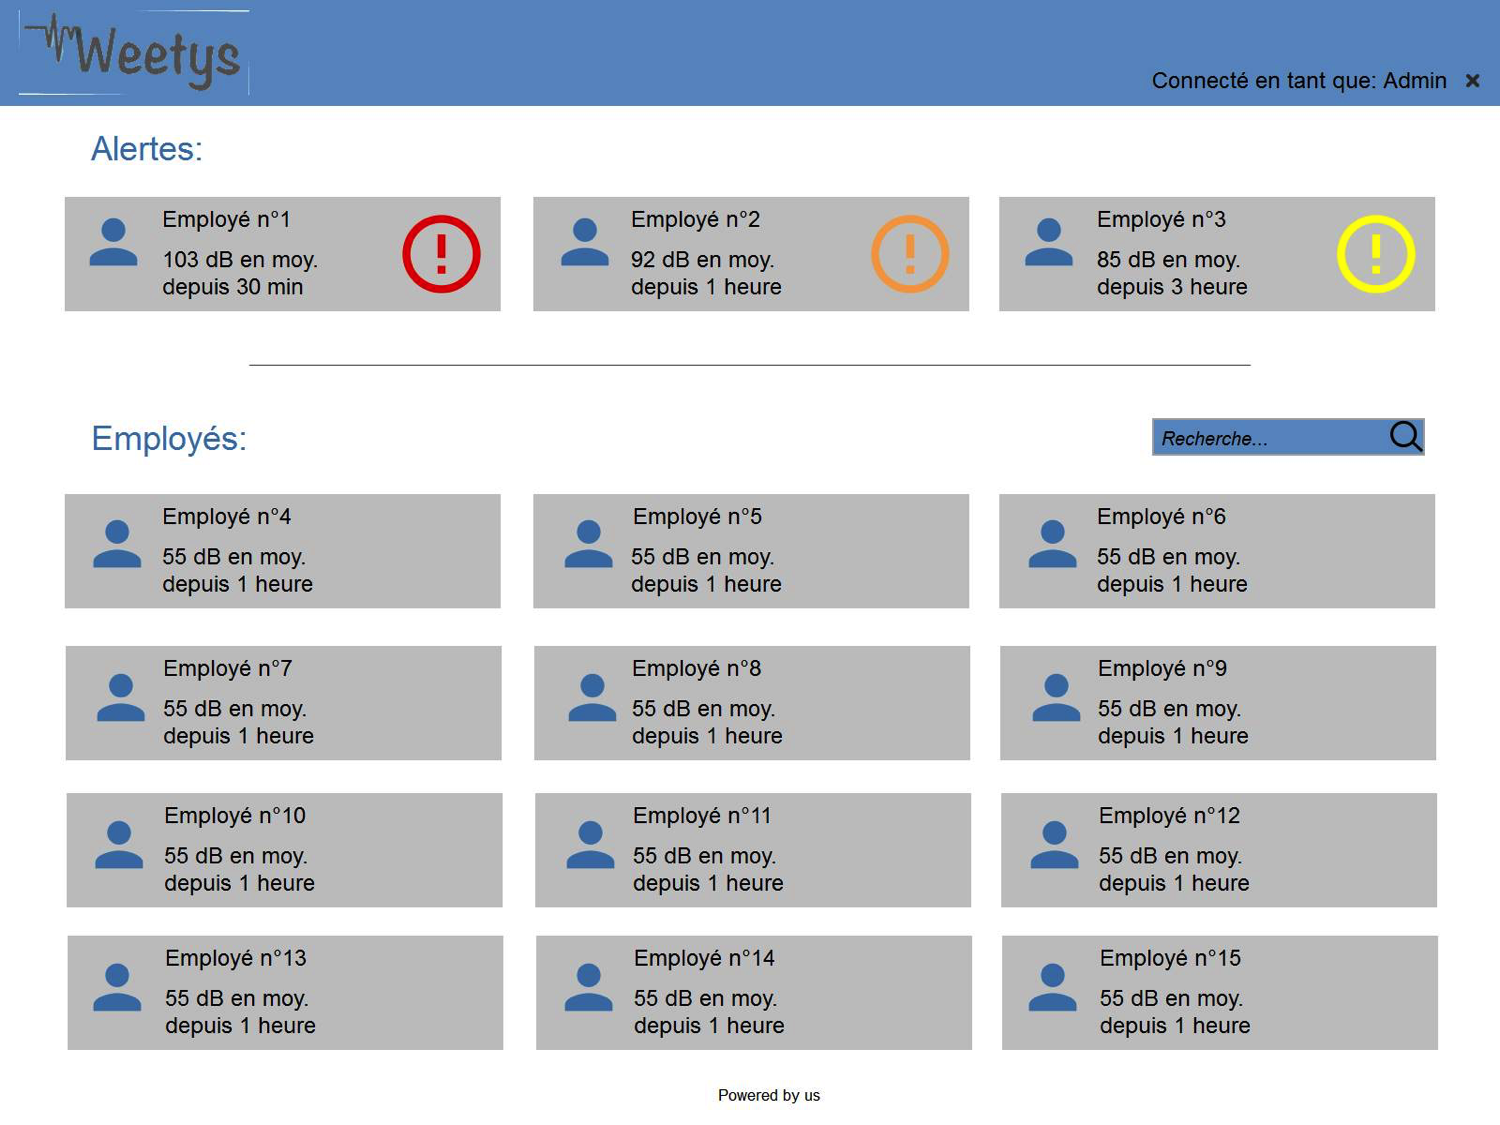 Weetys
Connecté en tant que: Admin
Alertes:
Employé n°1
103 dB en moy.
depuis 30 min
Employé n°2
92 dB en moy.
depuis 1 heure
Employé n°3
85 dB en moy.
depuis 3 heure
Employés:
Recherche...
Employé n°4
55 dB en moy.
depuis 1 heure
Employé n°5
55 dB en moy.
depuis 1 heure
Employé n°6
55 dB en moy.
depuis 1 heure
Employé n°7
55 dB en moy.
depuis 1 heure
Employé n°8
55 dB en moy.
depuis 1 heure
Employé n°9
55 dB en moy.
depuis 1 heure
Employé n°10
55 dB en moy.
depuis 1 heure
Employé n°11
55 dB en moy.
depuis 1 heure
Employé n°12
55 dB en moy.
depuis 1 heure
Employé n°13
55 dB en moy.
depuis 1 heure
Employé n°14
55 dB en moy.
depuis 1 heure
Employé n°15
55 dB en moy.
depuis 1 heure
Powered by us